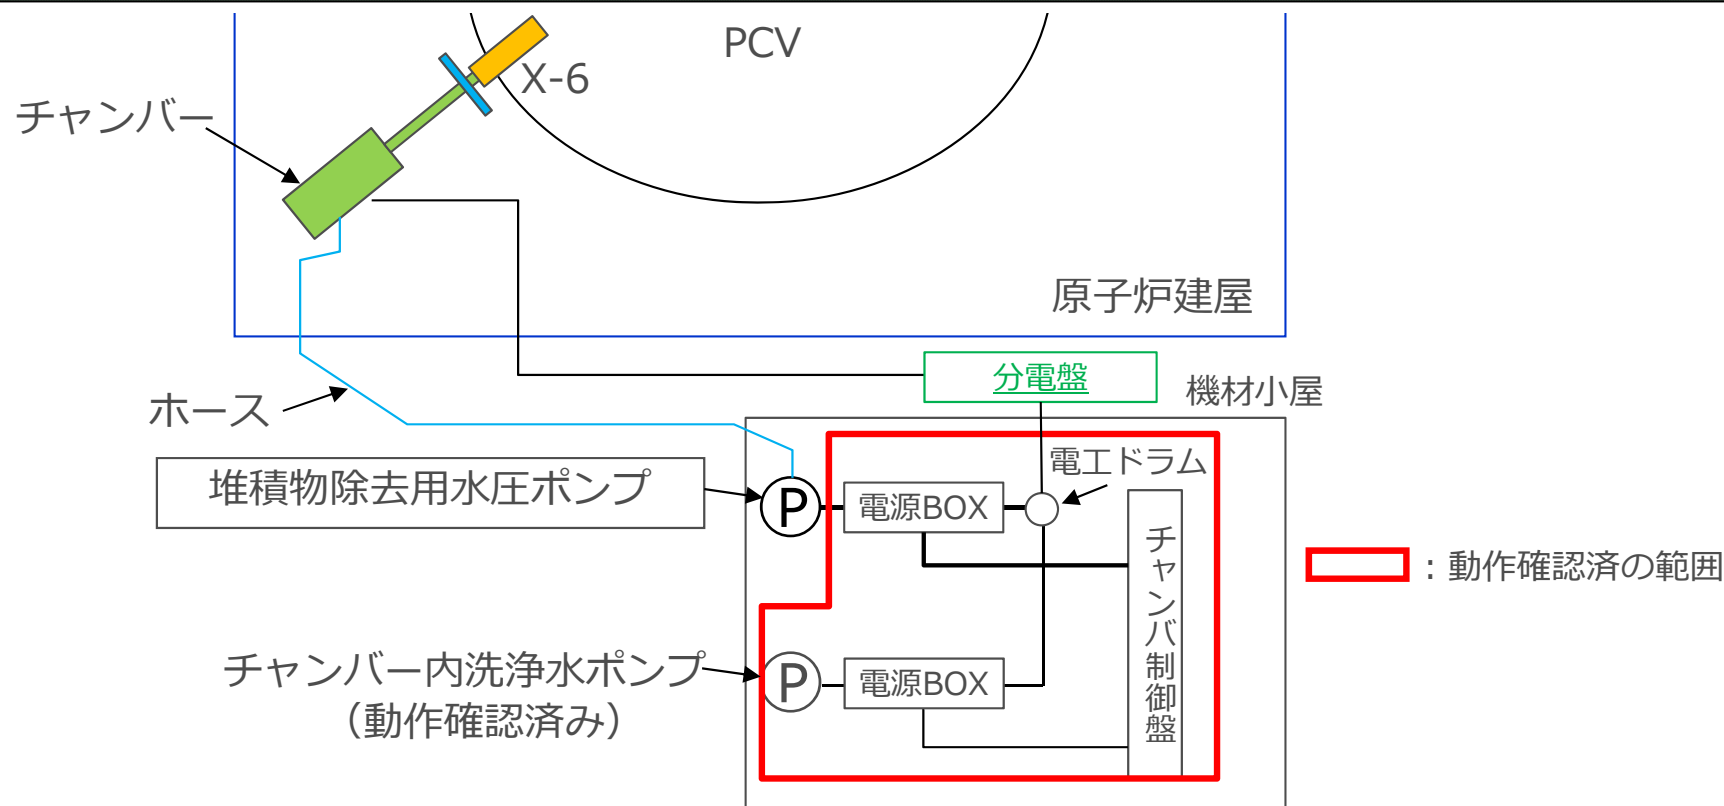 PCV
X-6
チャンバー
原子炉建屋
分電盤
機材小屋
ホース
電工ドラム
堆積物除去用水圧ポンプ
P
電源BOX
チャンバ制御盤
：動作確認済の範囲
チャンバー内洗浄水ポンプ
（動作確認済み）
P
電源BOX